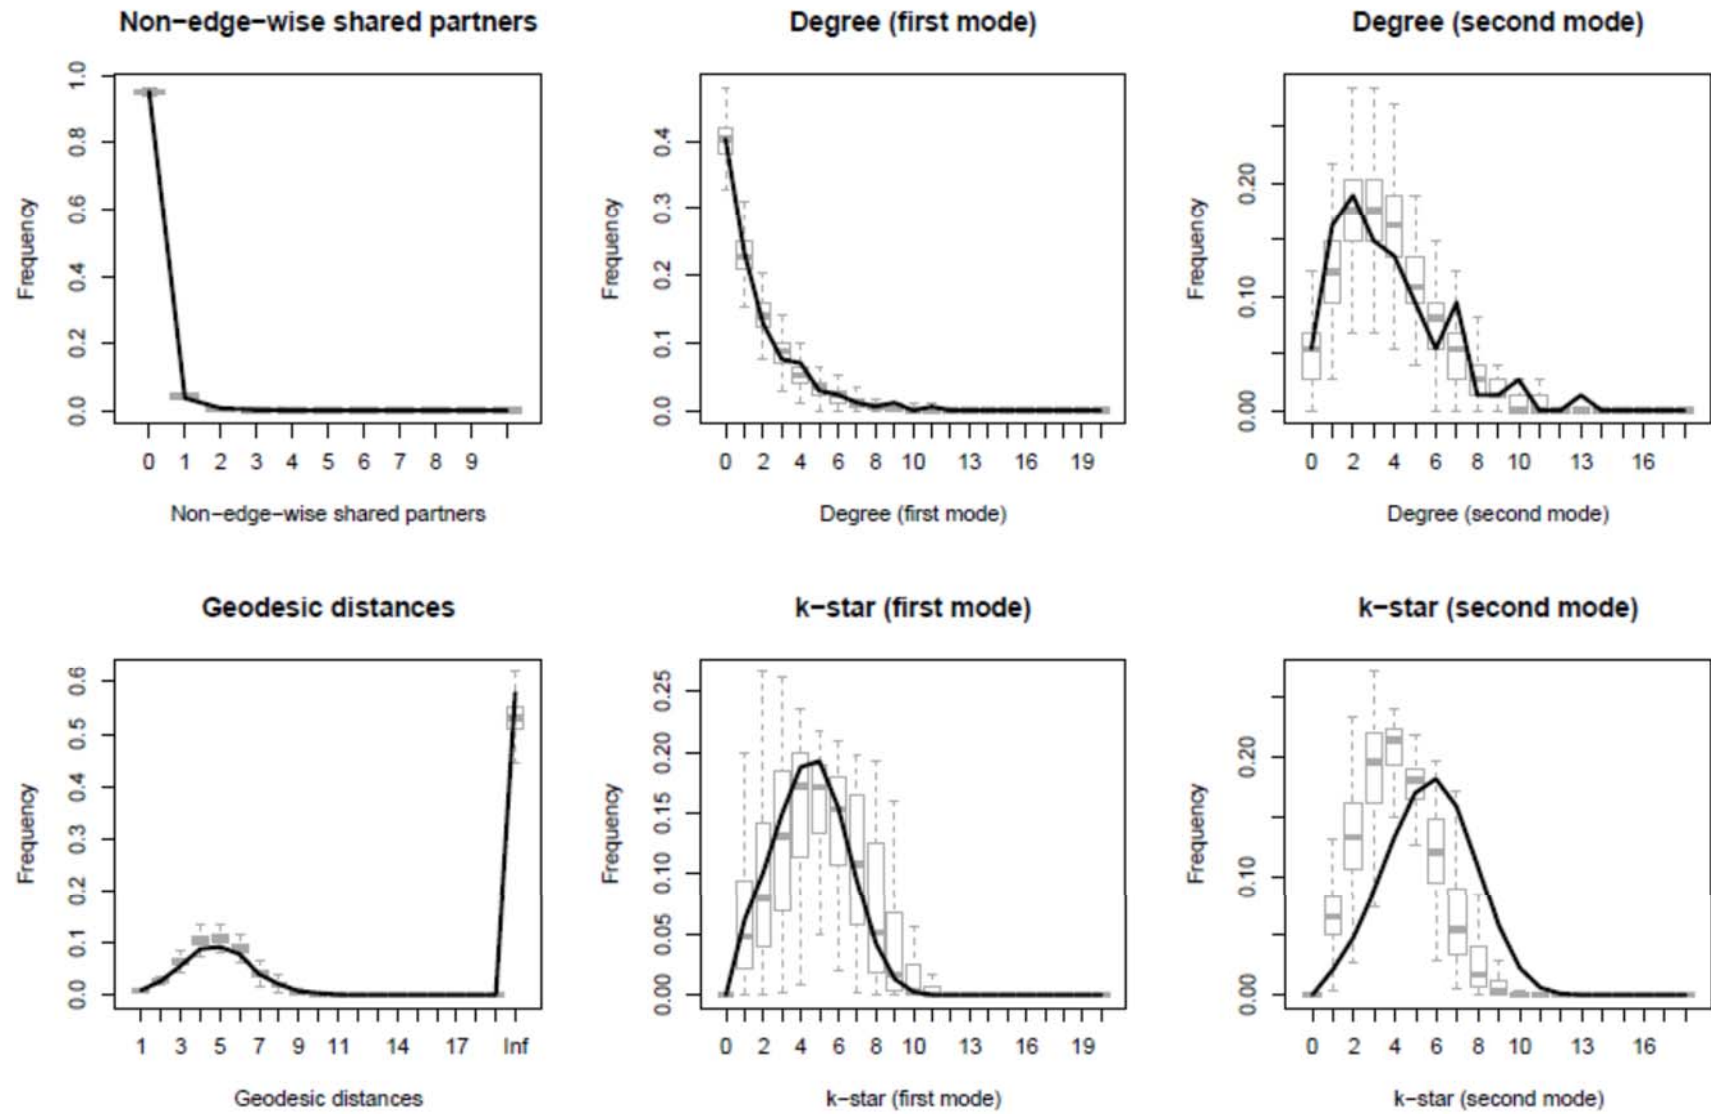 Non−edge−wise shared partners
Frequency
0.0 0.2 0.4 0.6 0.8 1.0
0 1 2 3 4 5 6 7 8 9
Non−edge−wise shared partners
Degree (first mode)
Frequency
0.0 0.1 0.2 0.3 0.4
0 2 4 6 8 10 13 16 19
Degree (first mode)
Degree (second mode)
Frequency
0.00 0.10 0.20
0 2 4 6 8 10 13 16
Degree (second mode)
Geodesic distances
Frequency
0.0 0.1 0.2 0.3 0.4 0.5 0.6
1 3 5 7 9 11 14 17 Inf
Geodesic distances
k−star (first mode)
Frequency
0.00 0.05 0.10 0.15 0.20 0.25
0 2 4 6 8 10 13 16 19
k−star (first mode)
k−star (second mode)
Frequency
0.00 0.10 0.20
0 2 4 6 8 10 13 16
k−star (second mode)